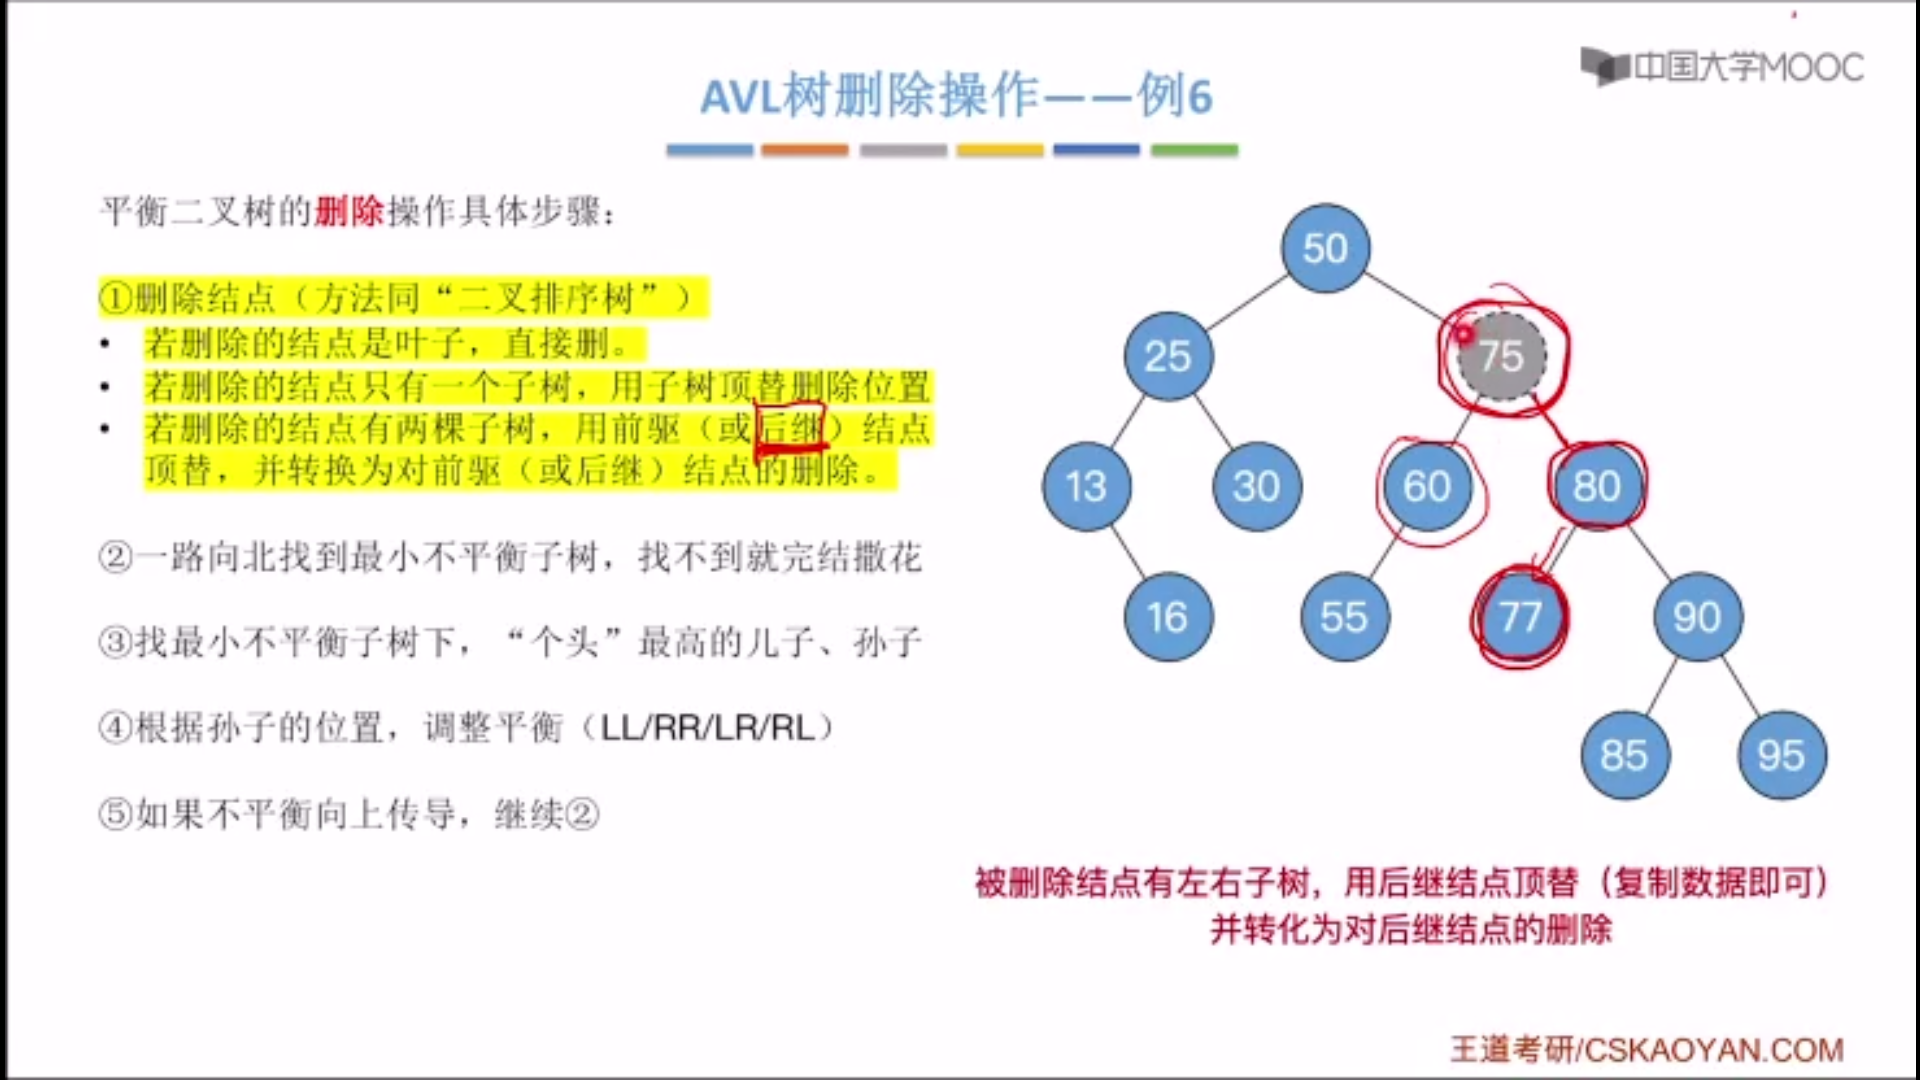 中国大学MOOC
AVL树删除操作——例6
平衡二叉树的删除操作具体步骤：
①删除结点（方法同“二叉排序树”）
• 若删除的结点是叶子，直接删。
• 若删除的结点只有一个子树，用子树顶替删除位置
• 若删除的结点有两棵子树，用前驱（或后继）结点
顶替，并转换为对前驱（或后继）结点的删除。
②一路向北找到最小不平衡子树，找不到就完结撒花
③找最小不平衡子树下，“个头”最高的儿子、孙子
④根据孙子的位置，调整平衡（LL/RR/LR/RL）
⑤如果不平衡向上传导，继续②
50
25 75
13 30 60 80
16 55 77 90
85 95
被删除结点有左右子树，用后继结点顶替（复制数据即可）
并转化为对后继结点的删除
王道考研/CSKAOYAN.COM